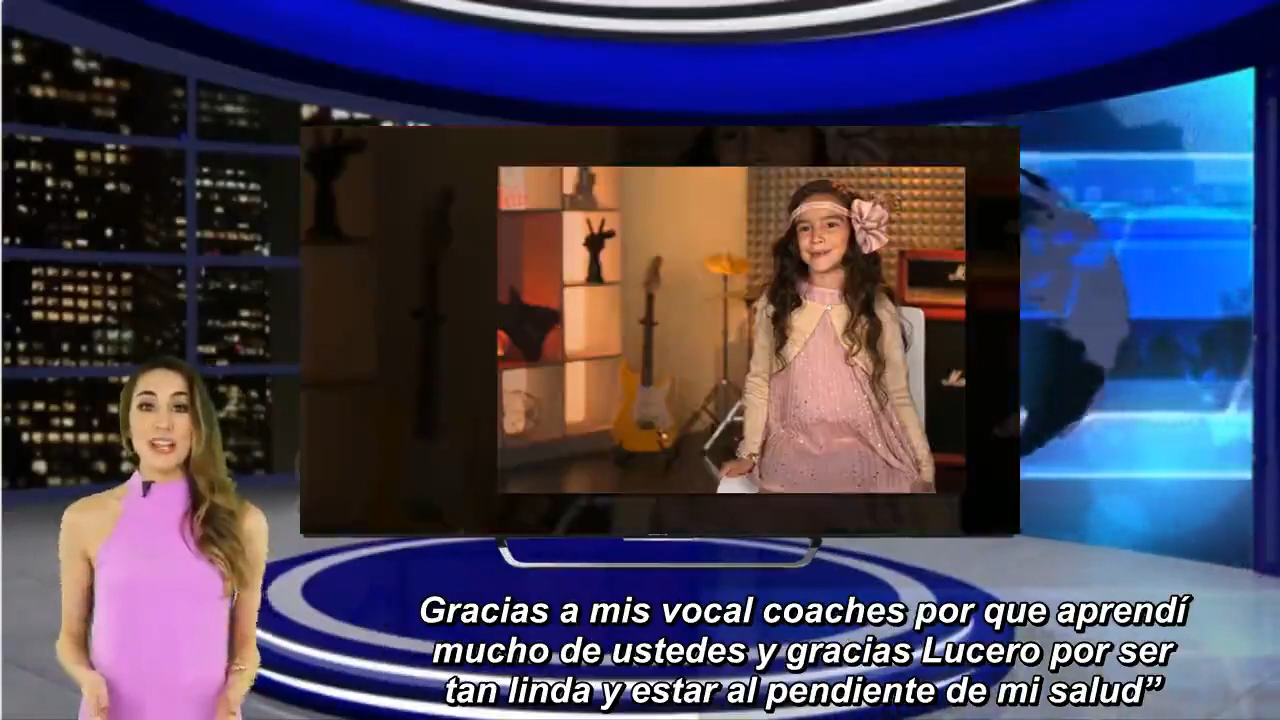 Gracias a mis vocal coaches por que aprendí
mucho de ustedes y gracias Lucero por ser
tan linda y estar al pendiente de mi salud”